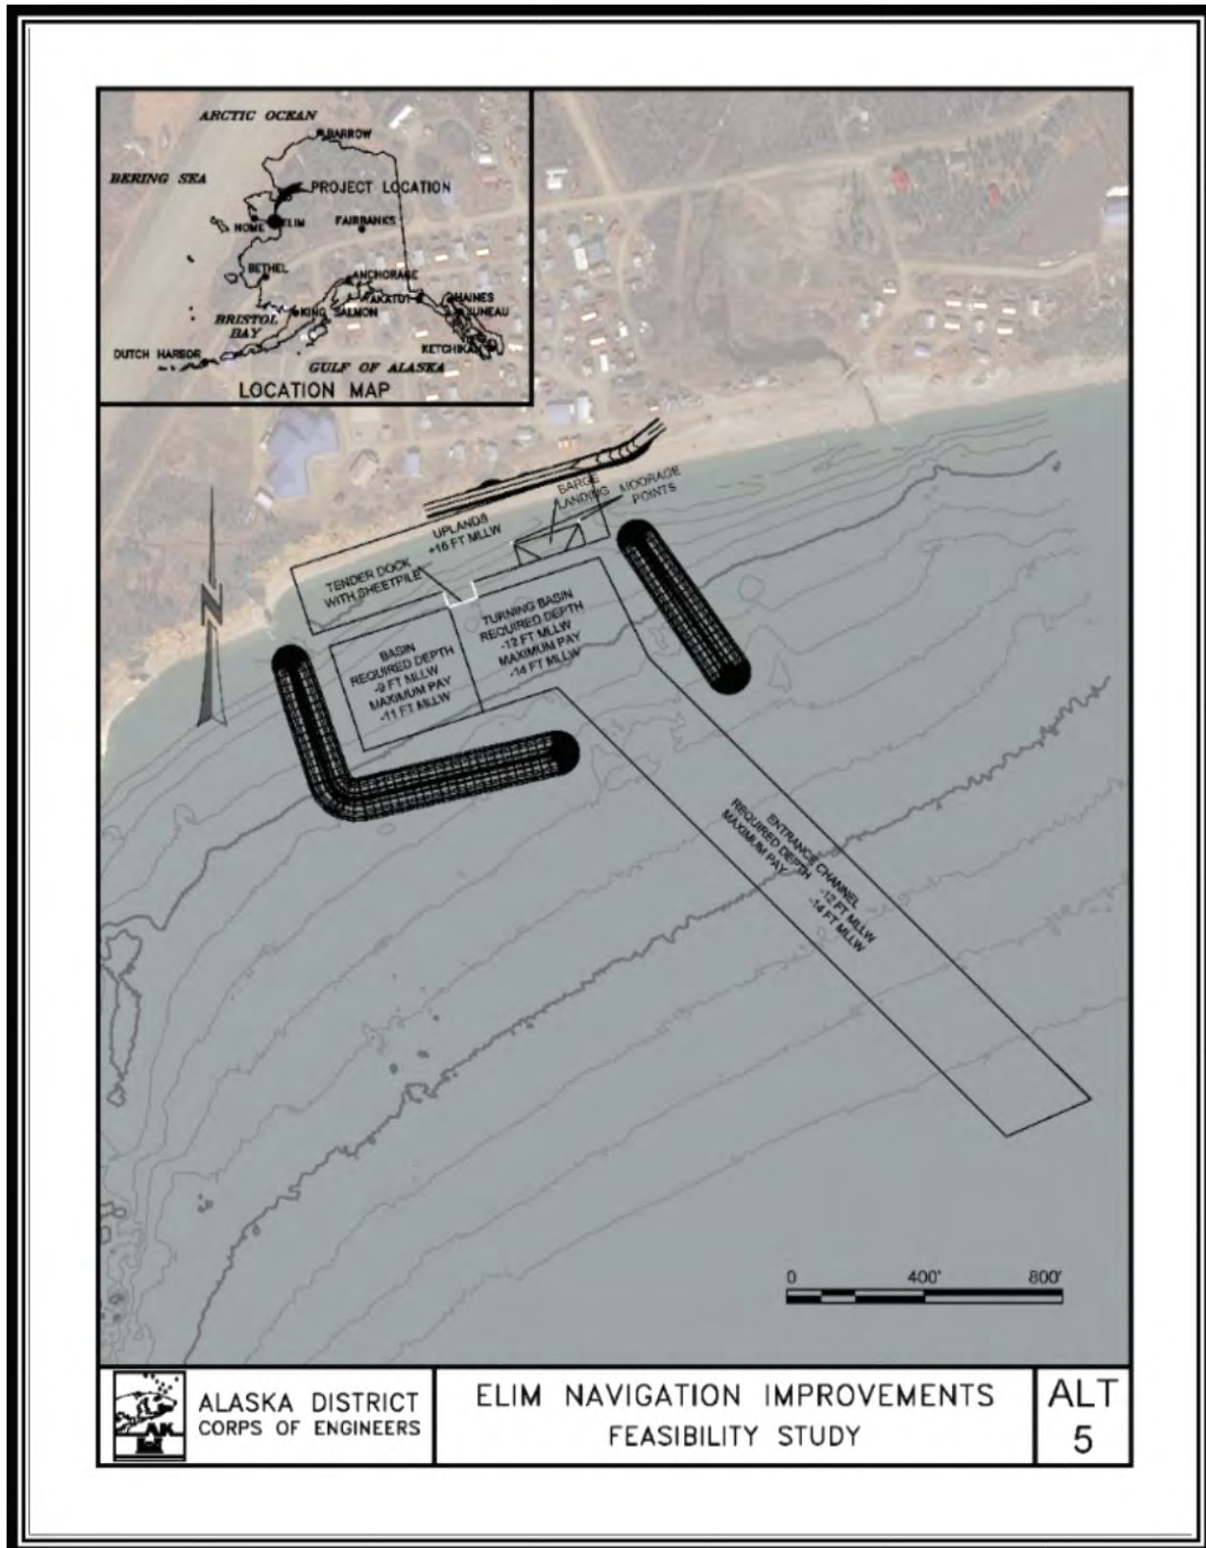 ARCTIC OCEAN
BARROW
BERING SEA
PROJECT LOCATION
NOME
ELIM
FAIRBANKS
BETHEL
ANCHORAGE
HAINES
JUNEAU
KING SALMON
BRISTOL
BAY
KETCHIKAN
DUTCH HARBOR
GULF OF ALASKA
LOCATION MAP
BARGE
LANDING
MOORAGE
POINTS
UPLANDS
+16 FT MLLW
TENDER DOCK
WITH SHEETPILE
TURNING BASIN
REQUIRED DEPTH
-12 FT MLLW
MAXIMUM PAY
-14 FT MLLW
BASIN
REQUIRED DEPTH
-9 FT MLLW
MAXIMUM PAY
-11 FT MLLW
N
ENTRANCE CHANNEL
REQUIRED DEPTH -12 FT MLLW
MAXIMUM PAY -14 FT MLLW
0 400' 800'
AK
ALASKA DISTRICT
CORPS OF ENGINEERS
ELIM NAVIGATION IMPROVEMENTS
FEASIBILITY STUDY
ALT
5